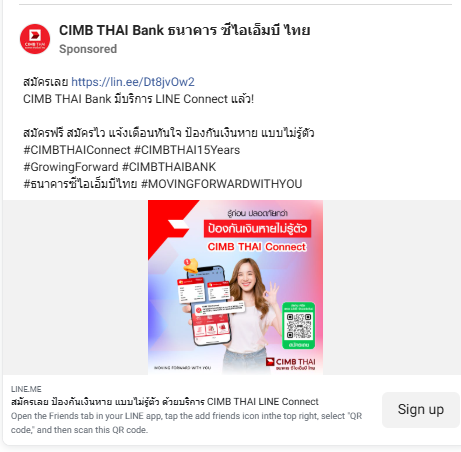 CIMB THAI Bank ธนาคาร ซีไอเอ็มบี ไทย
Sponsored
สมัครเลย https://lin.ee/Dt8jvOw2
CIMB THAI Bank มีบริการ LINE Connect แล้ว!
สมัครฟรี สมัครไว แจ้งเตือนทันใจ ป้องกันเงินหาย แบบไม่รู้ตัว
#CIMBTHAIConnect #CIMBTHAI15Years
#GrowingForward #CIMBTHAIBANK
#ธนาคารซีไอเอ็มบีไทย #MOVINGFORWARDWITHYOU
รู้ก่อน ปลอดภัยกว่า
ป้องกันเงินหายไม่รู้ตัว
CIMB THAI Connect
สมัครเลย
CIMB THAI
ธนาคาร ซีไอเอ็มบี ไทย
MOVING FORWARD WITH YOU
LINE.ME
สมัครเลย ป้องกันเงินหาย แบบไม่รู้ตัว ด้วยบริการ CIMB THAI LINE Connect
Open the Friends tab in your LINE app, tap the add friends icon inthe top right, select "QR
code," and then scan this QR code.
Sign up